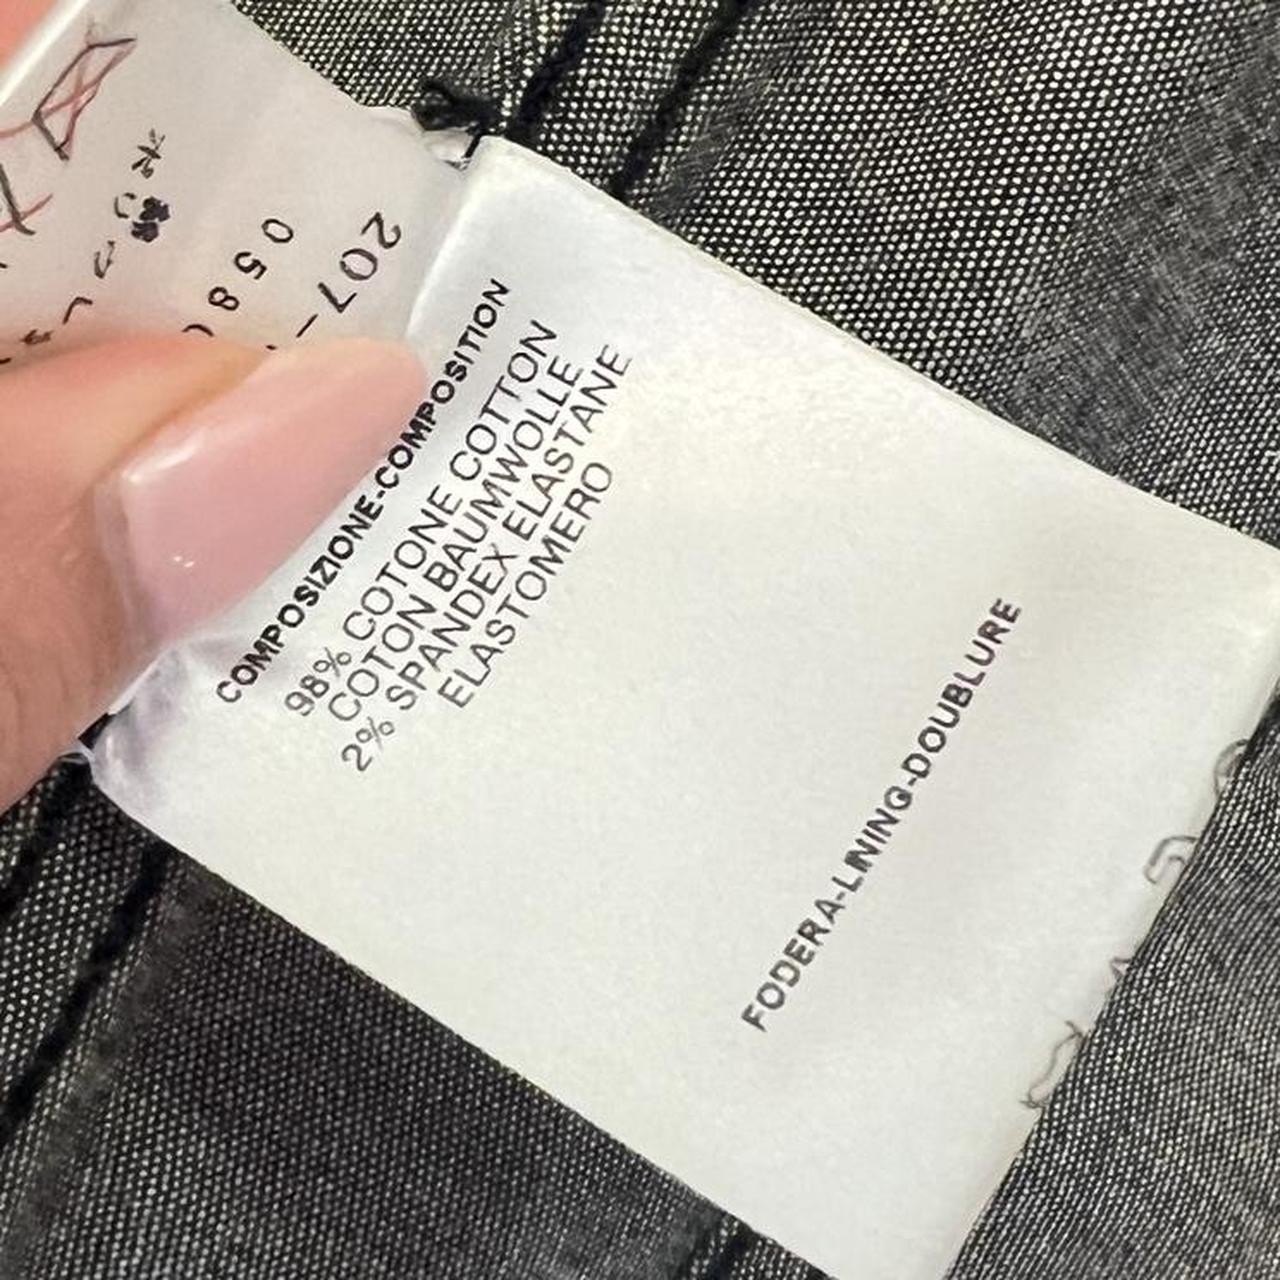 COMPOSIZIONE-COMPOSITION
98% COTONE COTTON
COTON BAUMWOLLE
2% SPANDEX ELASTANE
ELASTOMERO
FODERA-LINING-DOUBLURE
207-
058